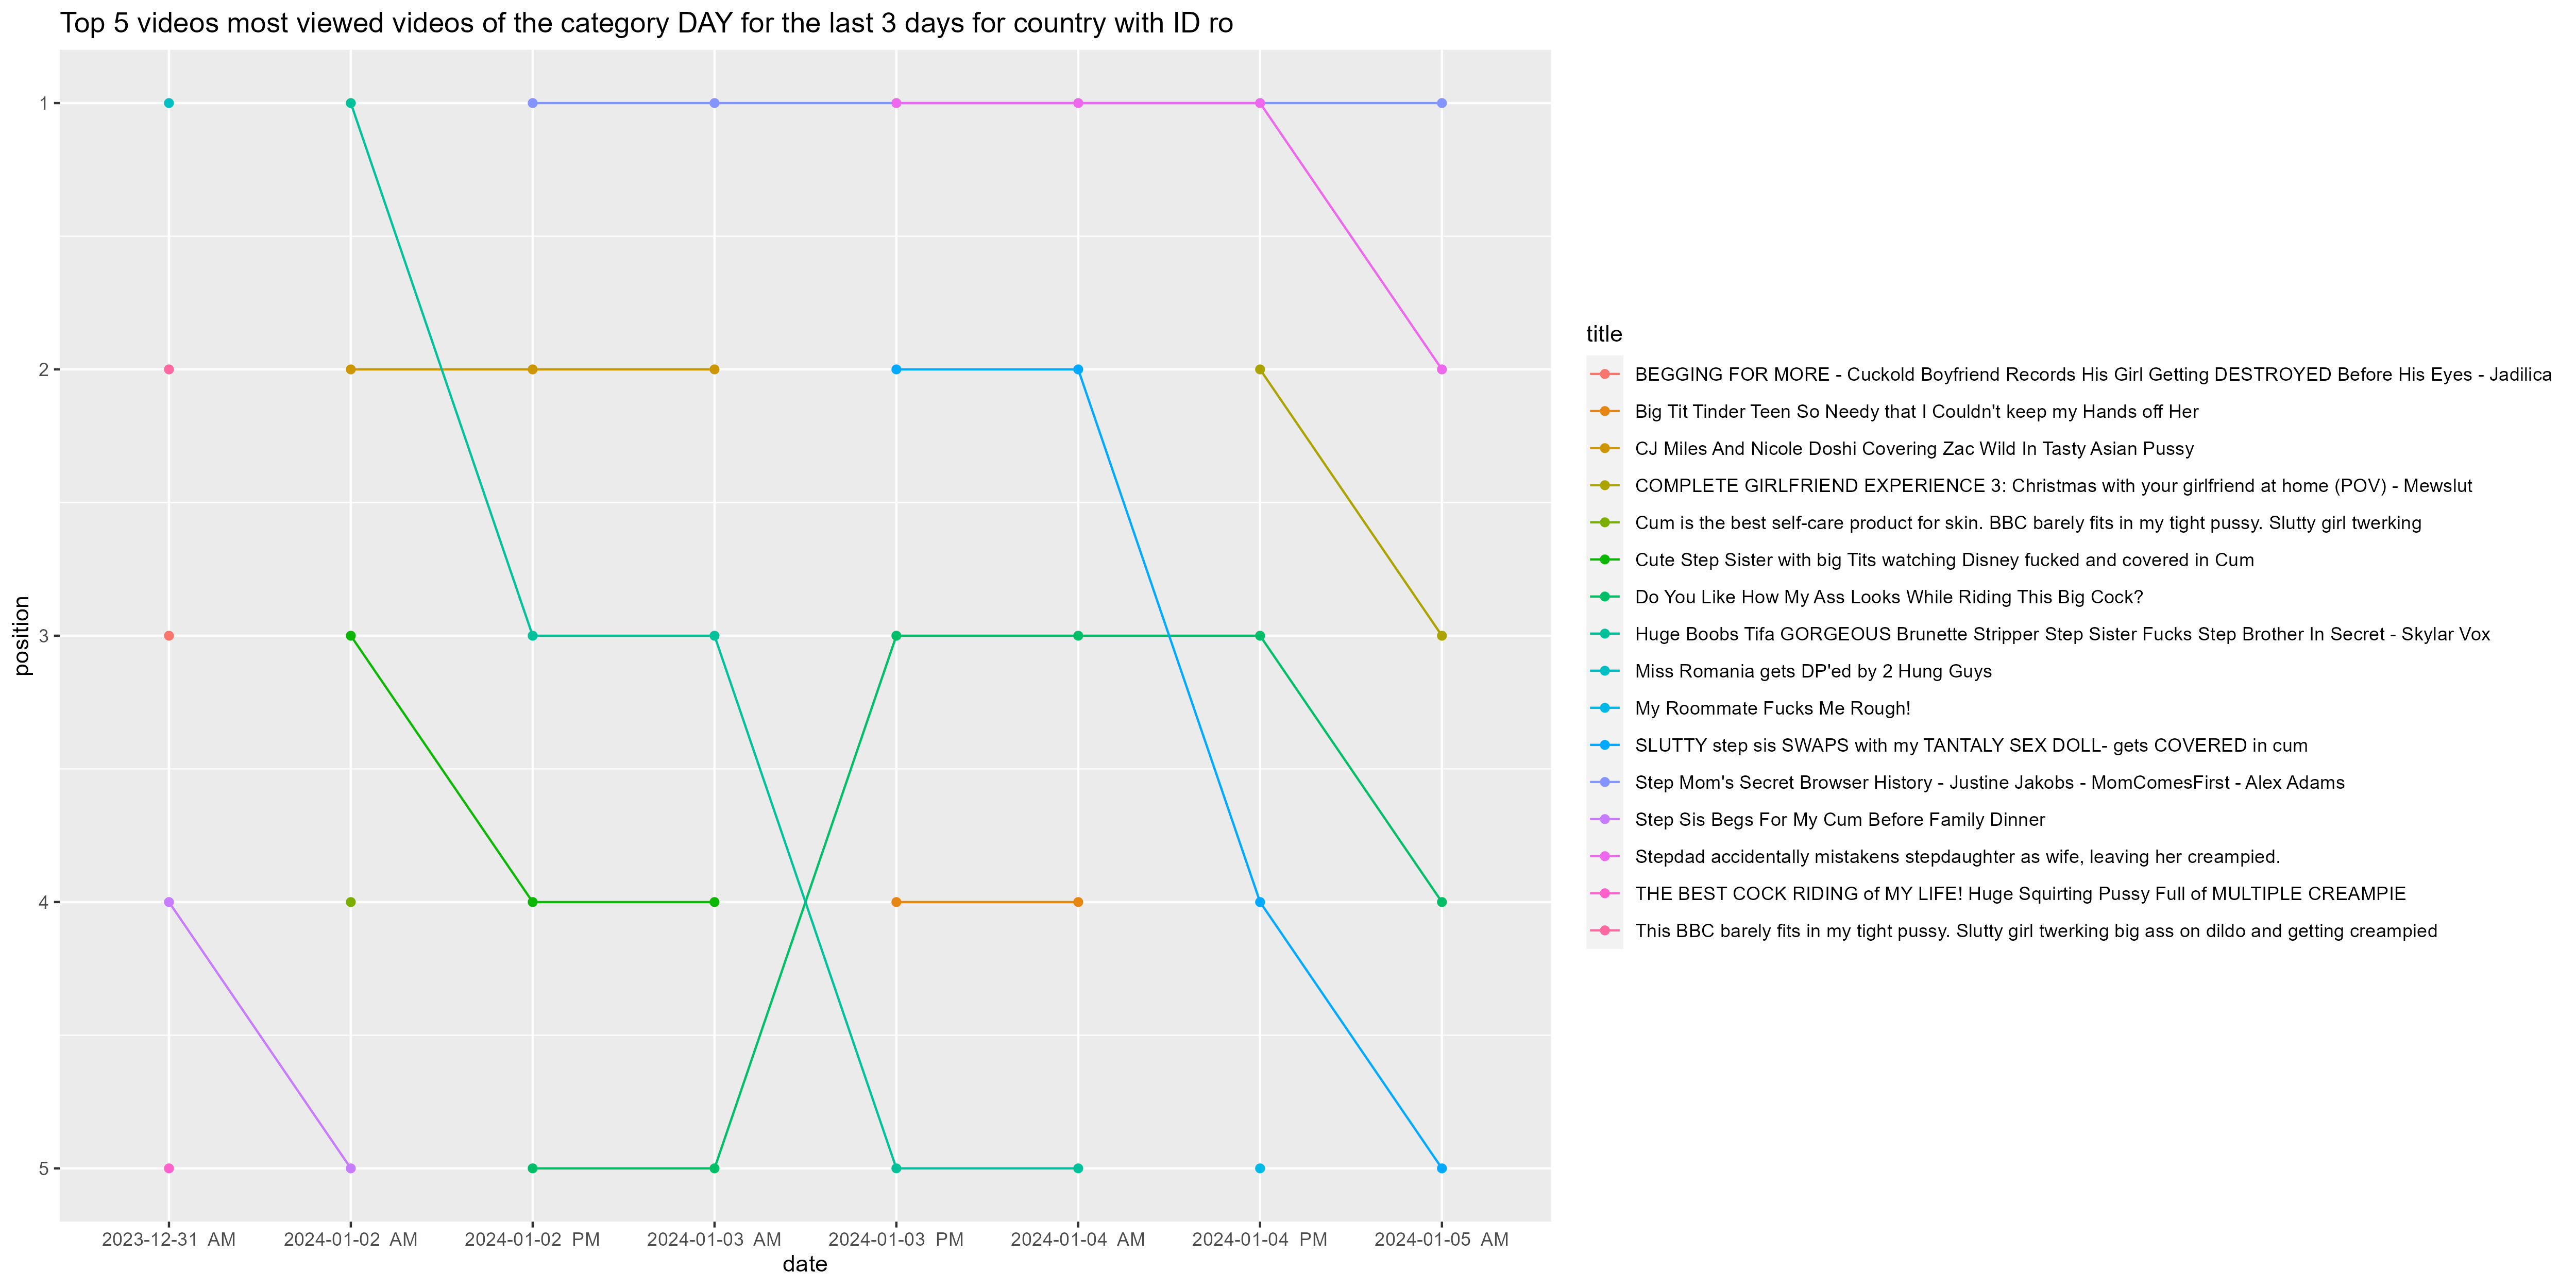 Top 5 videos most viewed videos of the category DAY for the last 3 days for country with ID ro
position
1
2
3
4
5
2023-12-31 AM
2024-01-02 AM
2024-01-02 PM
2024-01-03 AM
2024-01-03 PM
2024-01-04 AM
2024-01-04 PM
2024-01-05 AM
date
title
BEGGING FOR MORE - Cuckold Boyfriend Records His Girl Getting DESTROYED Before His Eyes - Jadilica
Big Tit Tinder Teen So Needy that I Couldn't keep my Hands off Her
CJ Miles And Nicole Doshi Covering Zac Wild In Tasty Asian Pussy
COMPLETE GIRLFRIEND EXPERIENCE 3: Christmas with your girlfriend at home (POV) - Mewslut
Cum is the best self-care product for skin. BBC barely fits in my tight pussy. Slutty girl twerking
Cute Step Sister with big Tits watching Disney fucked and covered in Cum
Do You Like How My Ass Looks While Riding This Big Cock?
Huge Boobs Tifa GORGEOUS Brunette Stripper Step Sister Fucks Step Brother In Secret - Skylar Vox
Miss Romania gets DP'ed by 2 Hung Guys
My Roommate Fucks Me Rough!
SLUTTY step sis SWAPS with my TANTALY SEX DOLL- gets COVERED in cum
Step Mom's Secret Browser History - Justine Jakobs - MomComesFirst - Alex Adams
Step Sis Begs For My Cum Before Family Dinner
Stepdad accidentally mistakens stepdaughter as wife, leaving her creampied.
THE BEST COCK RIDING of MY LIFE! Huge Squirting Pussy Full of MULTIPLE CREAMPIE
This BBC barely fits in my tight pussy. Slutty girl twerking big ass on dildo and getting creampied